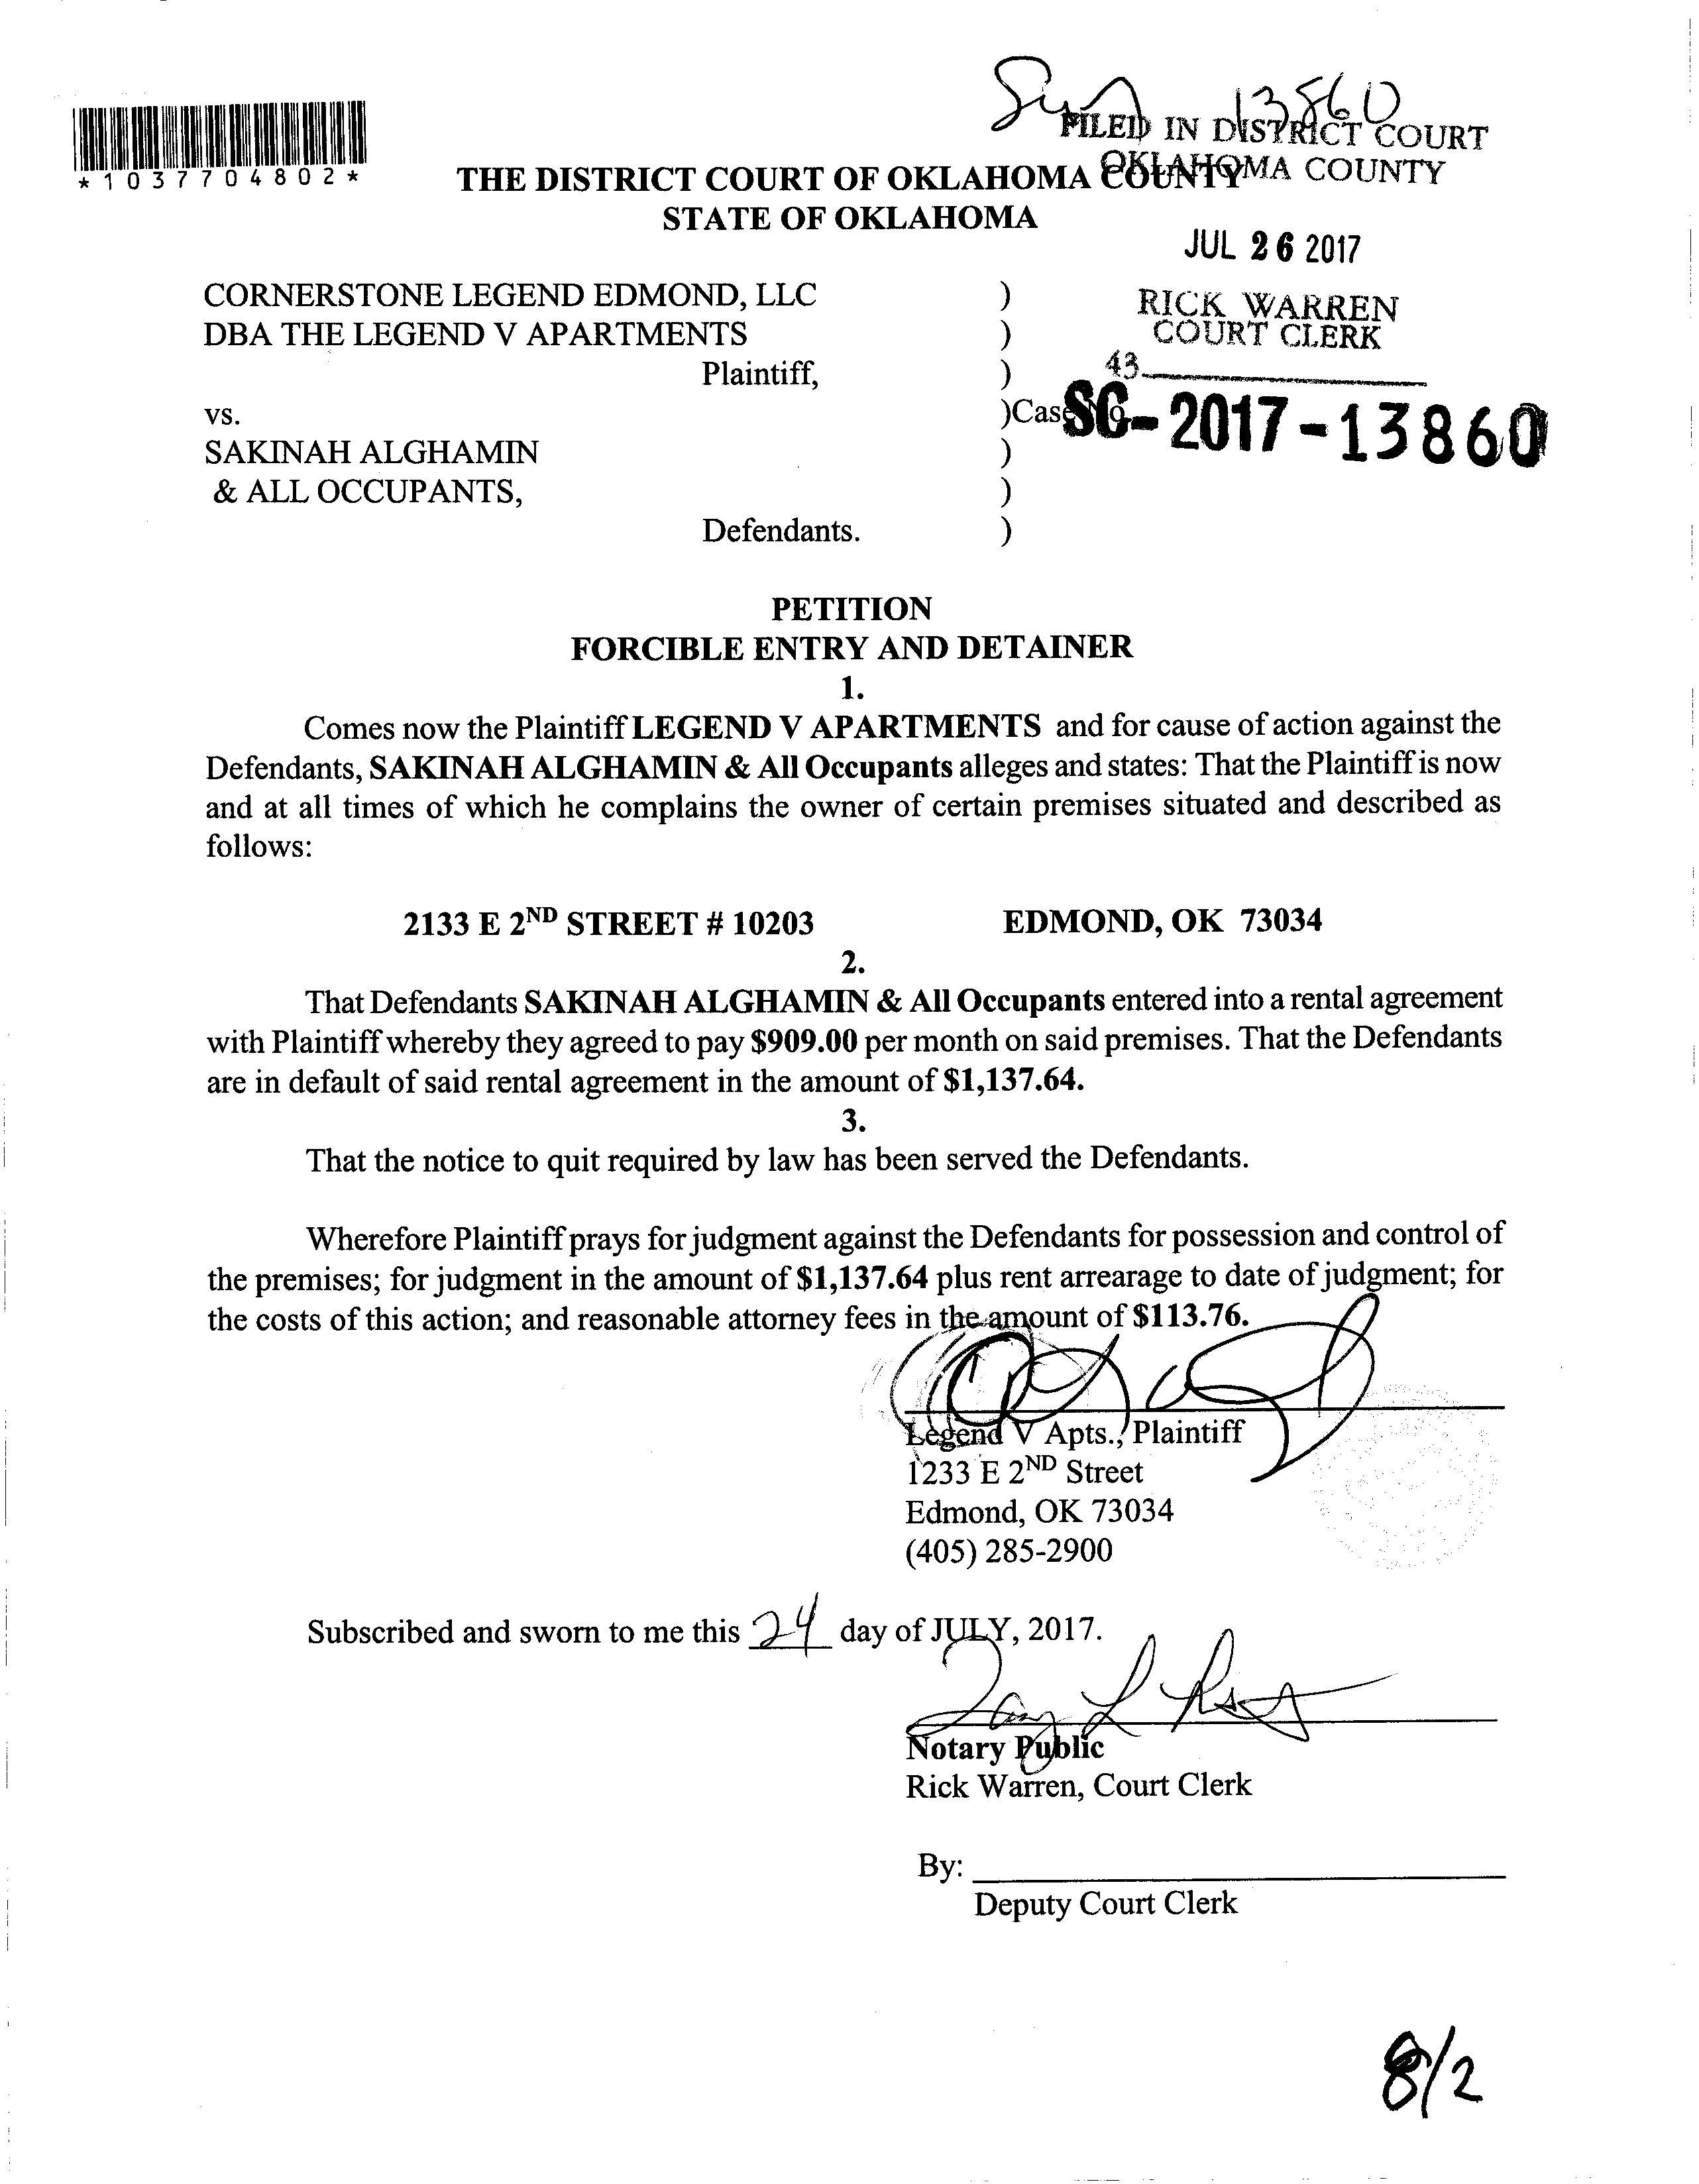 13860
FILED IN DISTRICT COURT
OKLAHOMA COUNTY
*1037704802*
THE DISTRICT COURT OF OKLAHOMA COUNTY
STATE OF OKLAHOMA
JUL 26 2017
CORNERSTONE LEGEND EDMOND, LLC )
RICK WARREN
DBA THE LEGEND V APARTMENTS )
COURT CLERK
Plaintiff, )
43
vs. )Case No. SC-2017-13860
SAKINAH ALGHAMIN )
& ALL OCCUPANTS, )
Defendants. )
PETITION
FORCIBLE ENTRY AND DETAINER
1.
Comes now the Plaintiff LEGEND V APARTMENTS and for cause of action against the
Defendants, SAKINAH ALGHAMIN & All Occupants alleges and states: That the Plaintiff is now
and at all times of which he complains the owner of certain premises situated and described as
follows:
2133 E 2ND STREET # 10203 EDMOND, OK 73034
2.
That Defendants SAKINAH ALGHAMIN & All Occupants entered into a rental agreement
with Plaintiff whereby they agreed to pay $909.00 per month on said premises. That the Defendants
are in default of said rental agreement in the amount of $1,137.64.
3.
That the notice to quit required by law has been served the Defendants.
Wherefore Plaintiff prays for judgment against the Defendants for possession and control of
the premises; for judgment in the amount of $1,137.64 plus rent arrearage to date of judgment; for
the costs of this action; and reasonable attorney fees in the amount of $113.76.
Legend V Apts., Plaintiff
1233 E 2ND Street
Edmond, OK 73034
(405) 285-2900
Subscribed and sworn to me this 24 day of JULY, 2017.
Notary Public
Rick Warren, Court Clerk
By:
Deputy Court Clerk
8/2